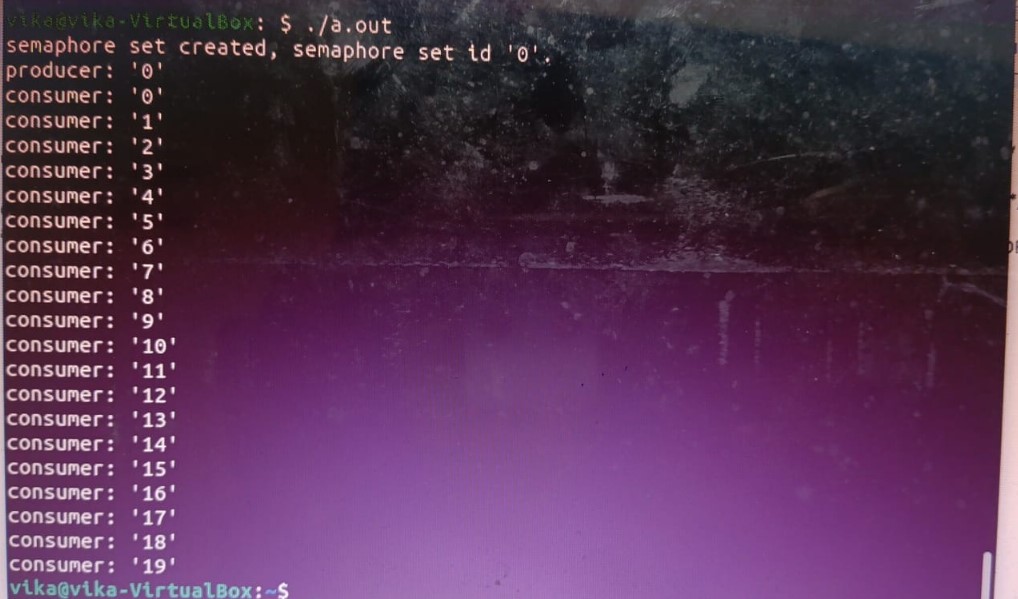 vika@vika-VirtualBox: $ ./a.out
semaphore set created, semaphore set id '0'.
producer: '0'
consumer: '0'
consumer: '1'
consumer: '2'
consumer: '3'
consumer: '4'
consumer: '5'
consumer: '6'
consumer: '7'
consumer: '8'
consumer: '9'
consumer: '10'
consumer: '11'
consumer: '12'
consumer: '13'
consumer: '14'
consumer: '15'
consumer: '16'
consumer: '17'
consumer: '18'
consumer: '19'
vika@vika-VirtualBox:~$